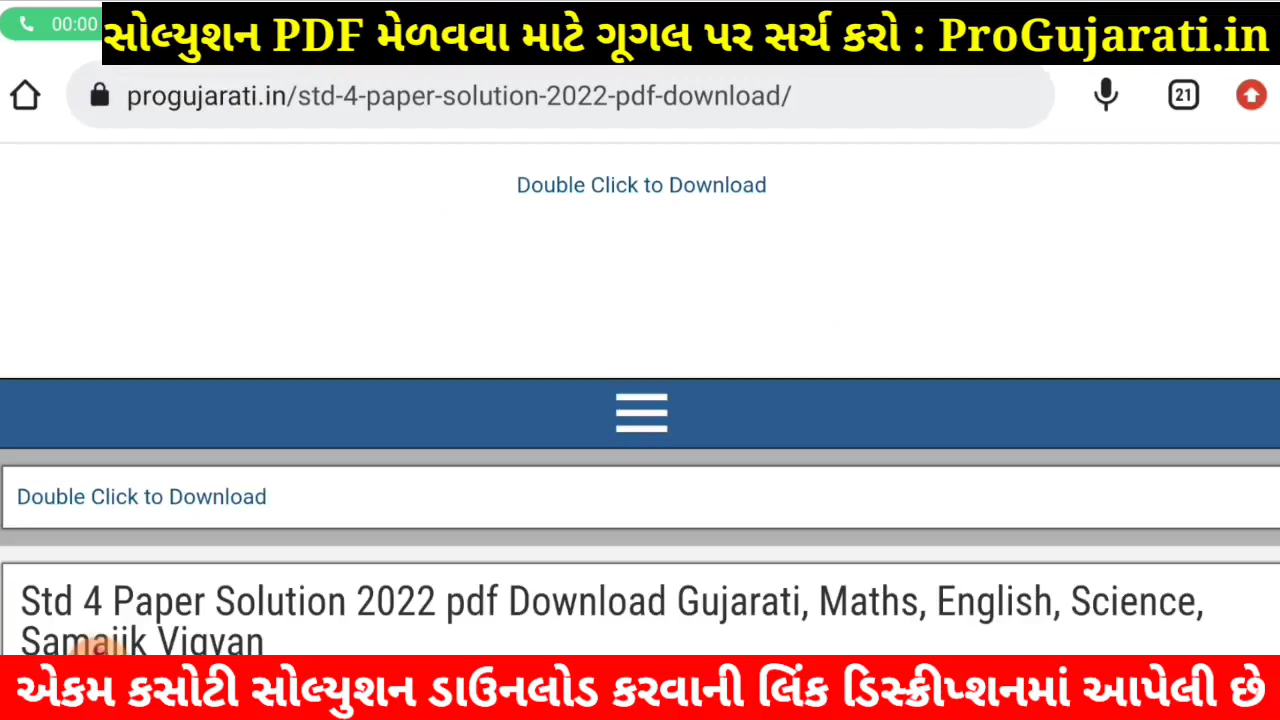 00:00
સોલ્યુશન PDF મેળવવા માટે ગૂગલ પર સર્ચ કરો : ProGujarati.in
progujarati.in/std-4-paper-solution-2022-pdf-download/
21
Double Click to Download
Double Click to Download
Std 4 Paper Solution 2022 pdf Download Gujarati, Maths, English, Science,
Samajik Vigyan
એકમ કસોટી સોલ્યુશન ડાઉનલોડ કરવાની લિંક ડિસ્ક્રીપ્શનમાં આપેલી છે